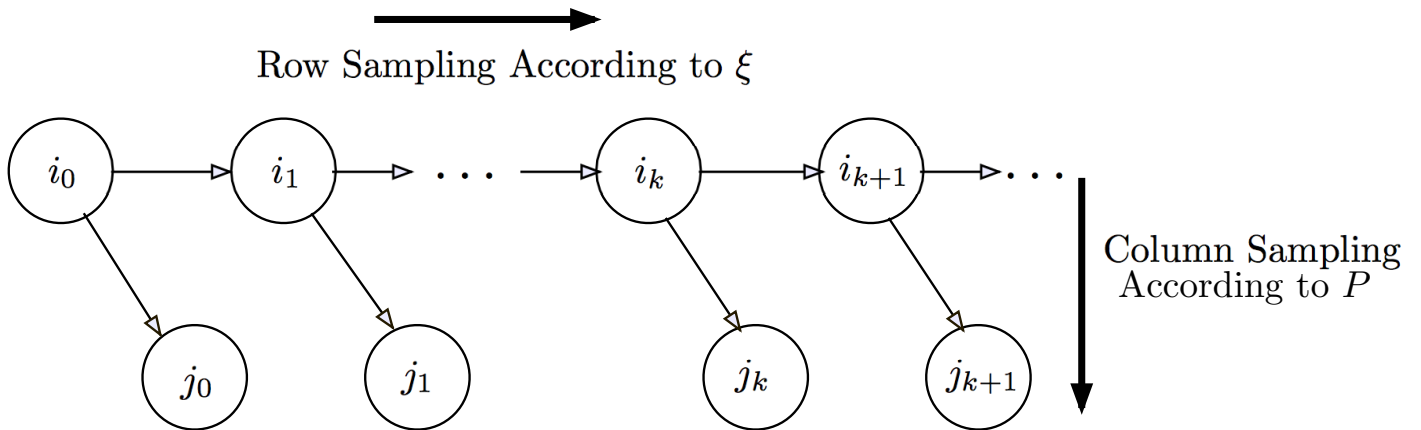 Row Sampling According to ξ
i₀ i₁ · · · iₖ iₖ₊₁ · · ·
Column Sampling
According to P
j₀ j₁ jₖ jₖ₊₁